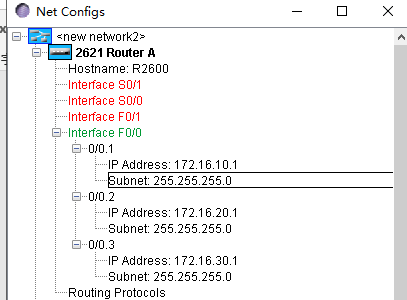 Net Configs
<new network2>
2621 Router A
Hostname: R2600
Interface S0/1
Interface S0/0
Interface F0/1
Interface F0/0
0/0.1
IP Address: 172.16.10.1
Subnet: 255.255.255.0
0/0.2
IP Address: 172.16.20.1
Subnet: 255.255.255.0
0/0.3
IP Address: 172.16.30.1
Subnet: 255.255.255.0
Routing Protocols